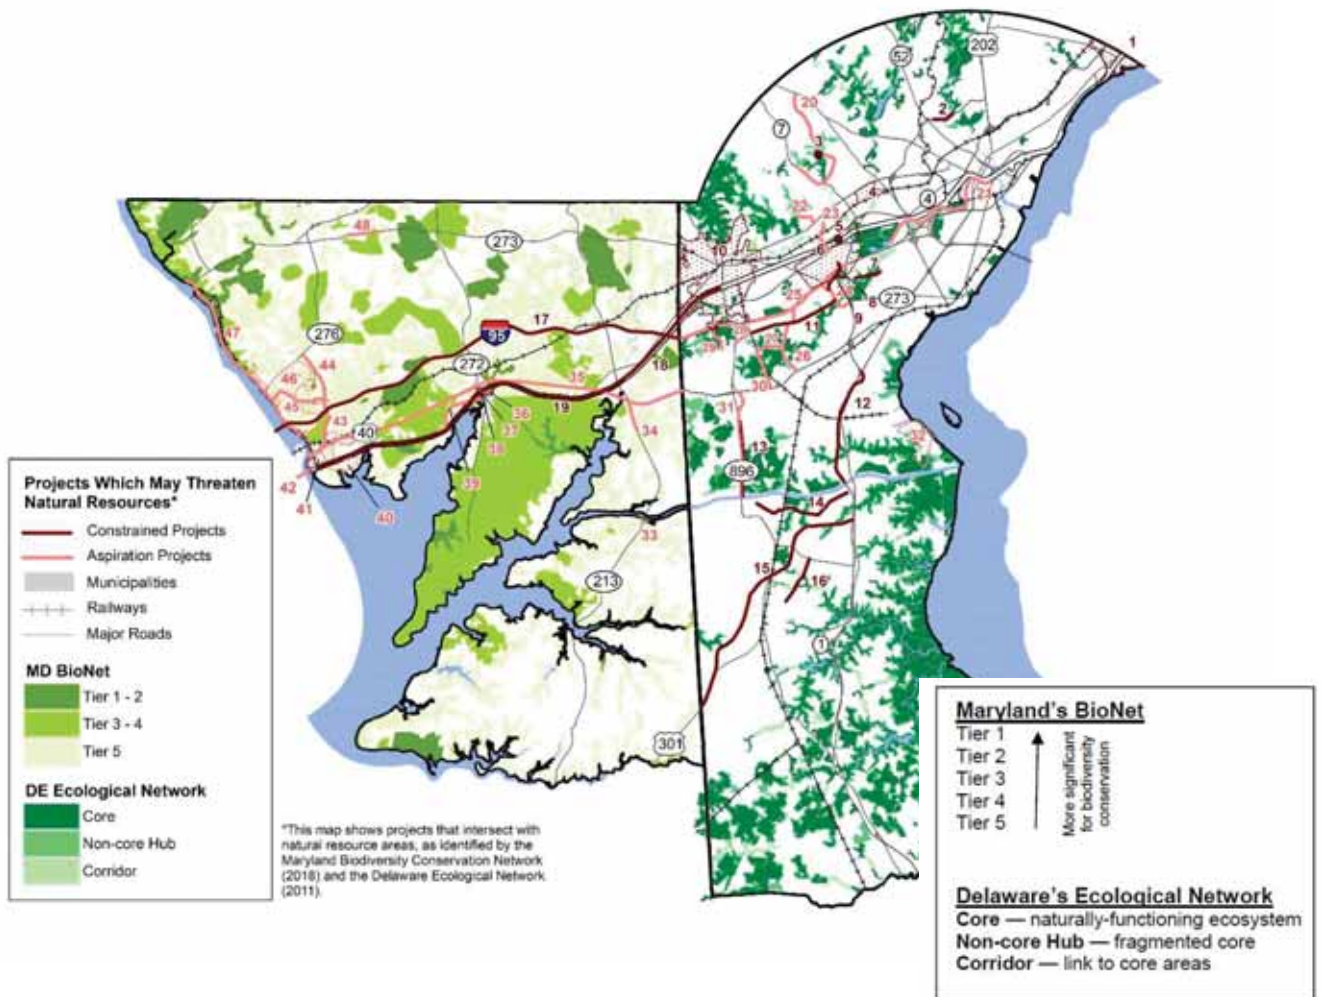 1
202
52
2
20
7
3
4
4
21
22
23
5
6
10
7
8
273
9
25
11
26
30
31
12
32
13
896
14
15
16
1
48
273
276
47
17
95
272
18
44
46
45
43
40
35
19
36
37
38
34
39
42
41
40
33
213
301
Projects Which May Threaten
Natural Resources*
Constrained Projects
Aspiration Projects
Municipalities
Railways
Major Roads
MD BioNet
Tier 1 - 2
Tier 3 - 4
Tier 5
DE Ecological Network
Core
Non-core Hub
Corridor
*This map shows projects that intersect with
natural resource areas, as identified by the
Maryland Biodiversity Conservation Network
(2016) and the Delaware Ecological Network
(2011).
Maryland's BioNet
Tier 1
Tier 2
Tier 3
Tier 4
Tier 5
More significant
for biodiversity
conservation
Delaware's Ecological Network
Core — naturally-functioning ecosystem
Non-core Hub — fragmented core
Corridor — link to core areas